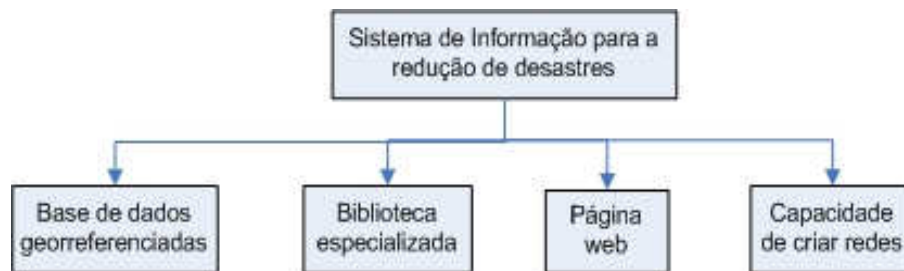 Sistema de Informação para a
redução de desastres
Base de dados
georreferenciadas
Biblioteca
especializada
Página
web
Capacidade
de criar redes